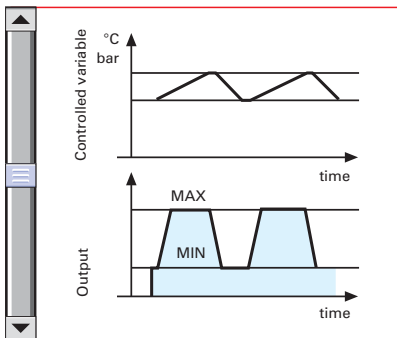 Controlled variable
°C
bar
time
Output
MAX
MIN
time